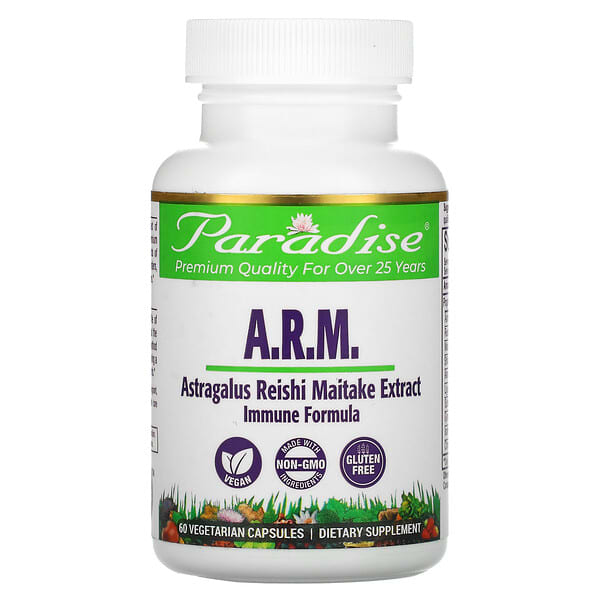 Paradise®
Premium Quality For Over 25 Years
A.R.M.
Astragalus Reishi Maitake Extract
Immune Formula
VEGAN
MADE WITH
NON-GMO
INGREDIENTS
GLUTEN
FREE
60 VEGETARIAN CAPSULES | DIETARY SUPPLEMENT